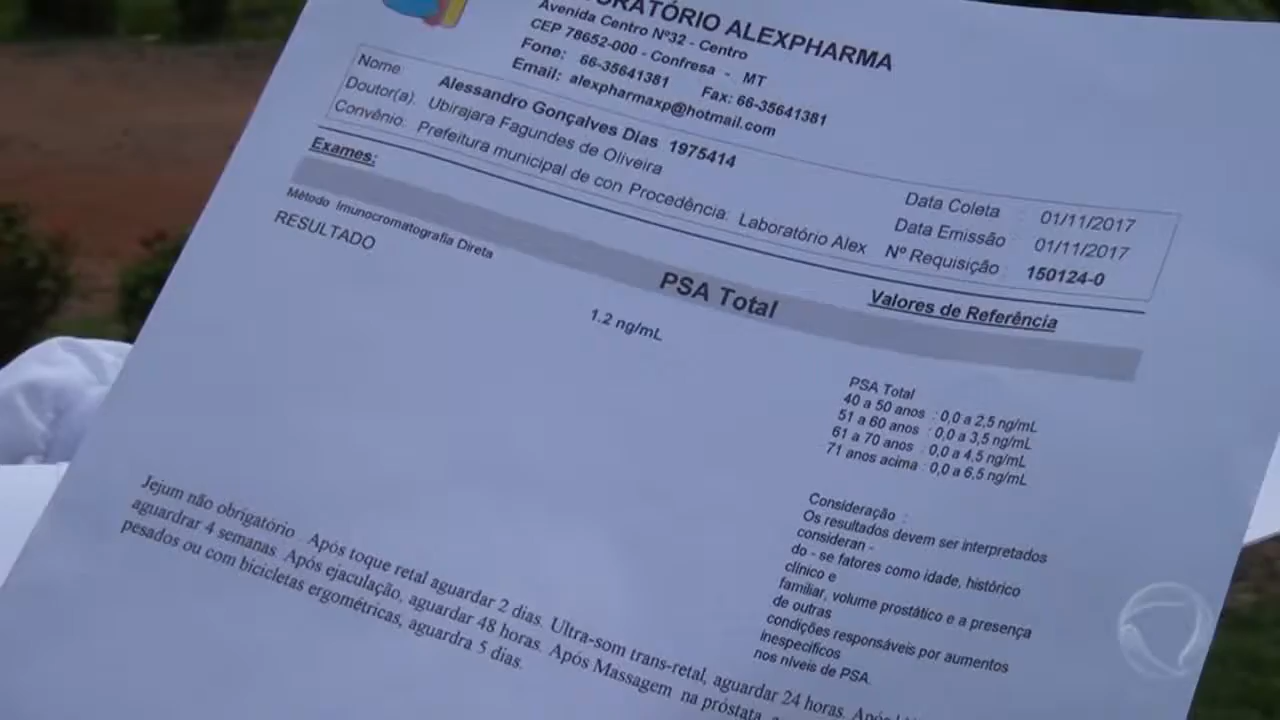 ORATÓRIO ALEXPHARMA
Avenida Centro Nº32 - Centro
CEP 78652-000 - Confresa - MT
Fone: 66-35641381 Fax: 66-35641381
Email: alexpharmaxp@hotmail.com
Nome Alessandro Gonçalves Dias 1975414
Doutor(a). Ubirajara Fagundes de Oliveira
Convênio: Prefeitura municipal de con Procedência: Laboratório Alex
Data Coleta : 01/11/2017
Data Emissão : 01/11/2017
Nº Requisição : 150124-0
Exames:
Valores de Referência
PSA Total
Método Imunocromatografia Direta
RESULTADO
1.2 ng/mL
PSA Total
40 a 50 anos : 0,0 a 2,5 ng/mL
51 a 60 anos : 0,0 a 3,5 ng/mL
61 a 70 anos : 0,0 a 4,5 ng/mL
71 anos acima : 0,0 a 6,5 ng/mL
Consideração :
Os resultados devem ser interpretados
consideran -
do - se fatores como idade, histórico
clínico e
familiar, volume prostático e a presença
de outras
condições responsáveis por aumentos
inespecíficos
nos níveis de PSA.
Jejum não obrigatório . Após toque retal aguardar 2 dias. Ultra-som trans-retal, aguardar 24 horas. Após
aguardrar 4 semanas. Após ejaculação, aguardar 48 horas. Após Massagem na próstata,
pesados ou com bicicletas ergométricas, aguardra 5 dias.